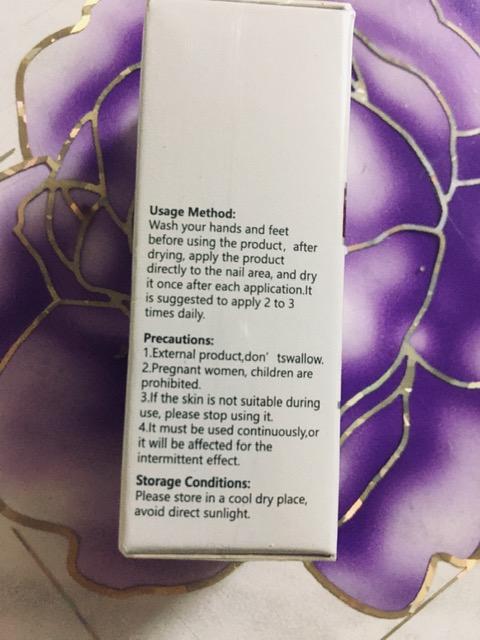 Usage Method:
Wash your hands and feet
before using the product, after
drying, apply the product
directly to the nail area, and dry
it once after each application.It
is suggested to apply 2 to 3
times daily.
Precautions:
1.External product,don' tswallow.
2.Pregnant women, children are
prohibited.
3.If the skin is not suitable during
use, please stop using it.
4.It must be used continuously,or
it will be affected for the
intermittent effect.
Storage Conditions:
Please store in a cool dry place,
avoid direct sunlight.